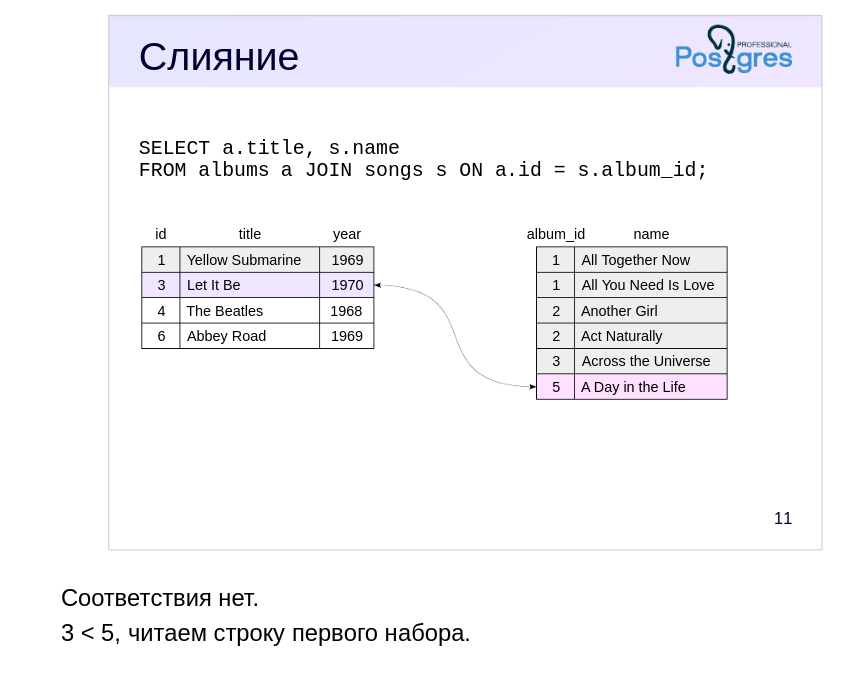 Слияние
PROFESSIONAL
Postgres
SELECT a.title, s.name
FROM albums a JOIN songs s ON a.id = s.album_id;
id title year
1 Yellow Submarine 1969
3 Let It Be 1970
4 The Beatles 1968
6 Abbey Road 1969
album_id name
1 All Together Now
1 All You Need Is Love
2 Another Girl
2 Act Naturally
3 Across the Universe
5 A Day in the Life
11
Соответствия нет.
3 < 5, читаем строку первого набора.